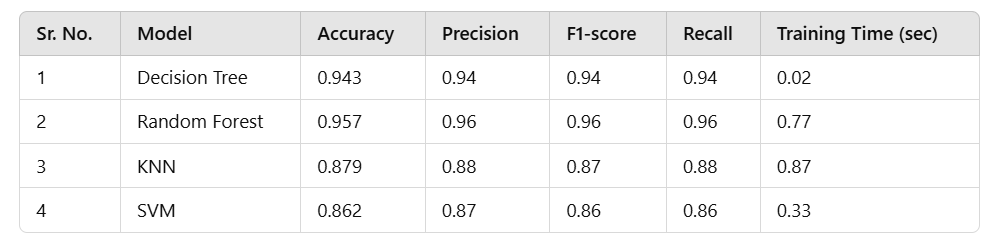 Sr. No. Model Accuracy Precision F1-score Recall Training Time (sec)
1 Decision Tree 0.943 0.94 0.94 0.94 0.02
2 Random Forest 0.957 0.96 0.96 0.96 0.77
3 KNN 0.879 0.88 0.87 0.88 0.87
4 SVM 0.862 0.87 0.86 0.86 0.33